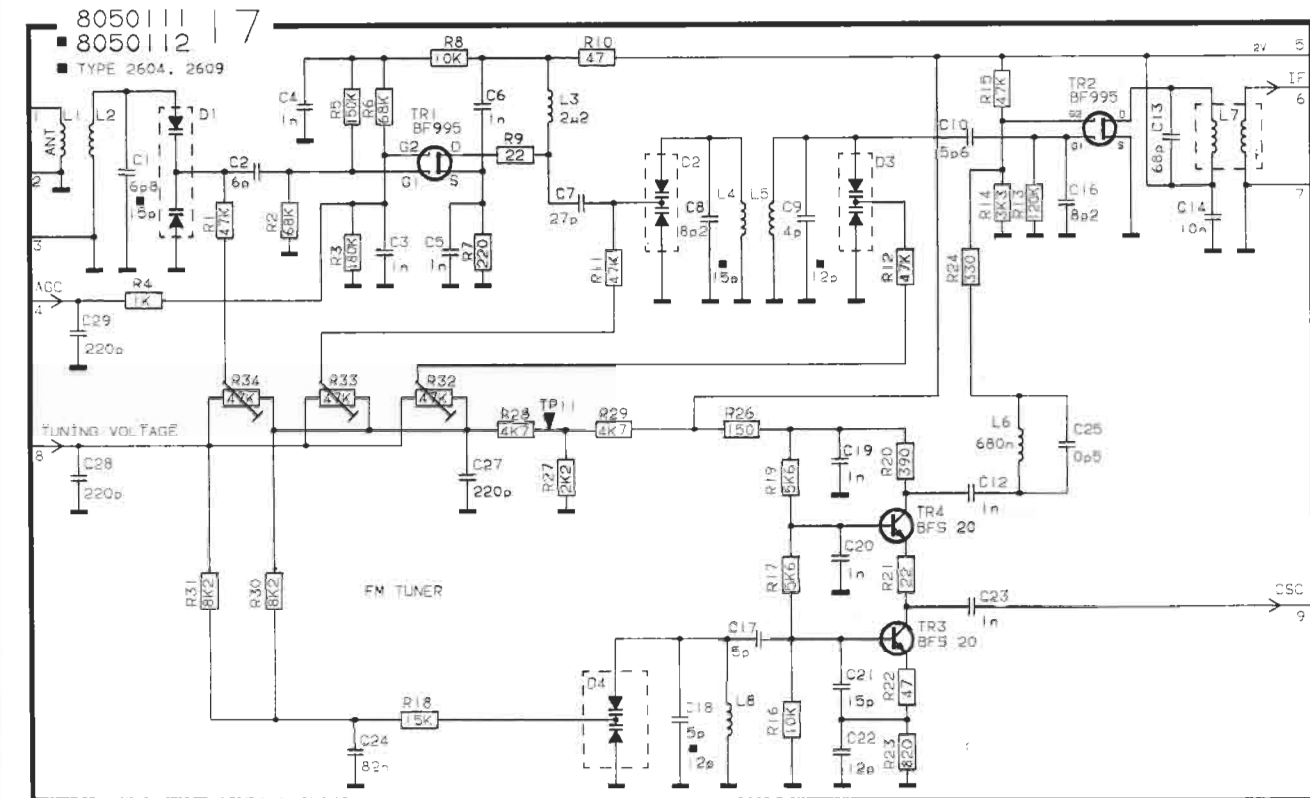 8050111 17
■ 8050112
■ TYPE 2604, 2609
R8
10K
R10
47
5
2V
IF
6
C4
1n
R5
150K
R6
68K
C6
1n
L3
2µ2
R15
47K
TR2
BF995
G2
D
G1
S
C13
68p
L7
L1
L2
ANT
D1
C1
6p8
■
15p
C2
6p
TR1
BF995
G2
D
G1
S
R9
22
C10
5p6
2
3
R1
47K
R2
68K
R3
180K
C3
1n
C5
1n
R7
220
C7
27p
C2
C8
8p2
■
15p
L4
L5
C9
4p
■
12p
D3
R14
3K3
R13
120K
C16
8p2
C14
10n
7
R11
47K
R12
47K
R24
330
AGC
4
R4
1K
C29
220p
R34
47K
R33
47K
R32
47K
TUNING VOLTAGE
8
C28
220p
R28
4K7
TP11
R29
4K7
R26
150
L6
680n
C25
0p5
C27
220p
R27
2K2
R19
5K6
C19
1n
R20
390
C12
1n
TR4
BFS 20
R31
8K2
R30
8K2
FM TUNER
R17
5K6
C20
1n
R21
22
C23
1n
OSC
9
TR3
BFS 20
C17
5p
D4
C18
5p
■
12p
L8
R18
15K
C24
82n
R16
10K
C21
15p
R22
47
C22
12p
R23
820